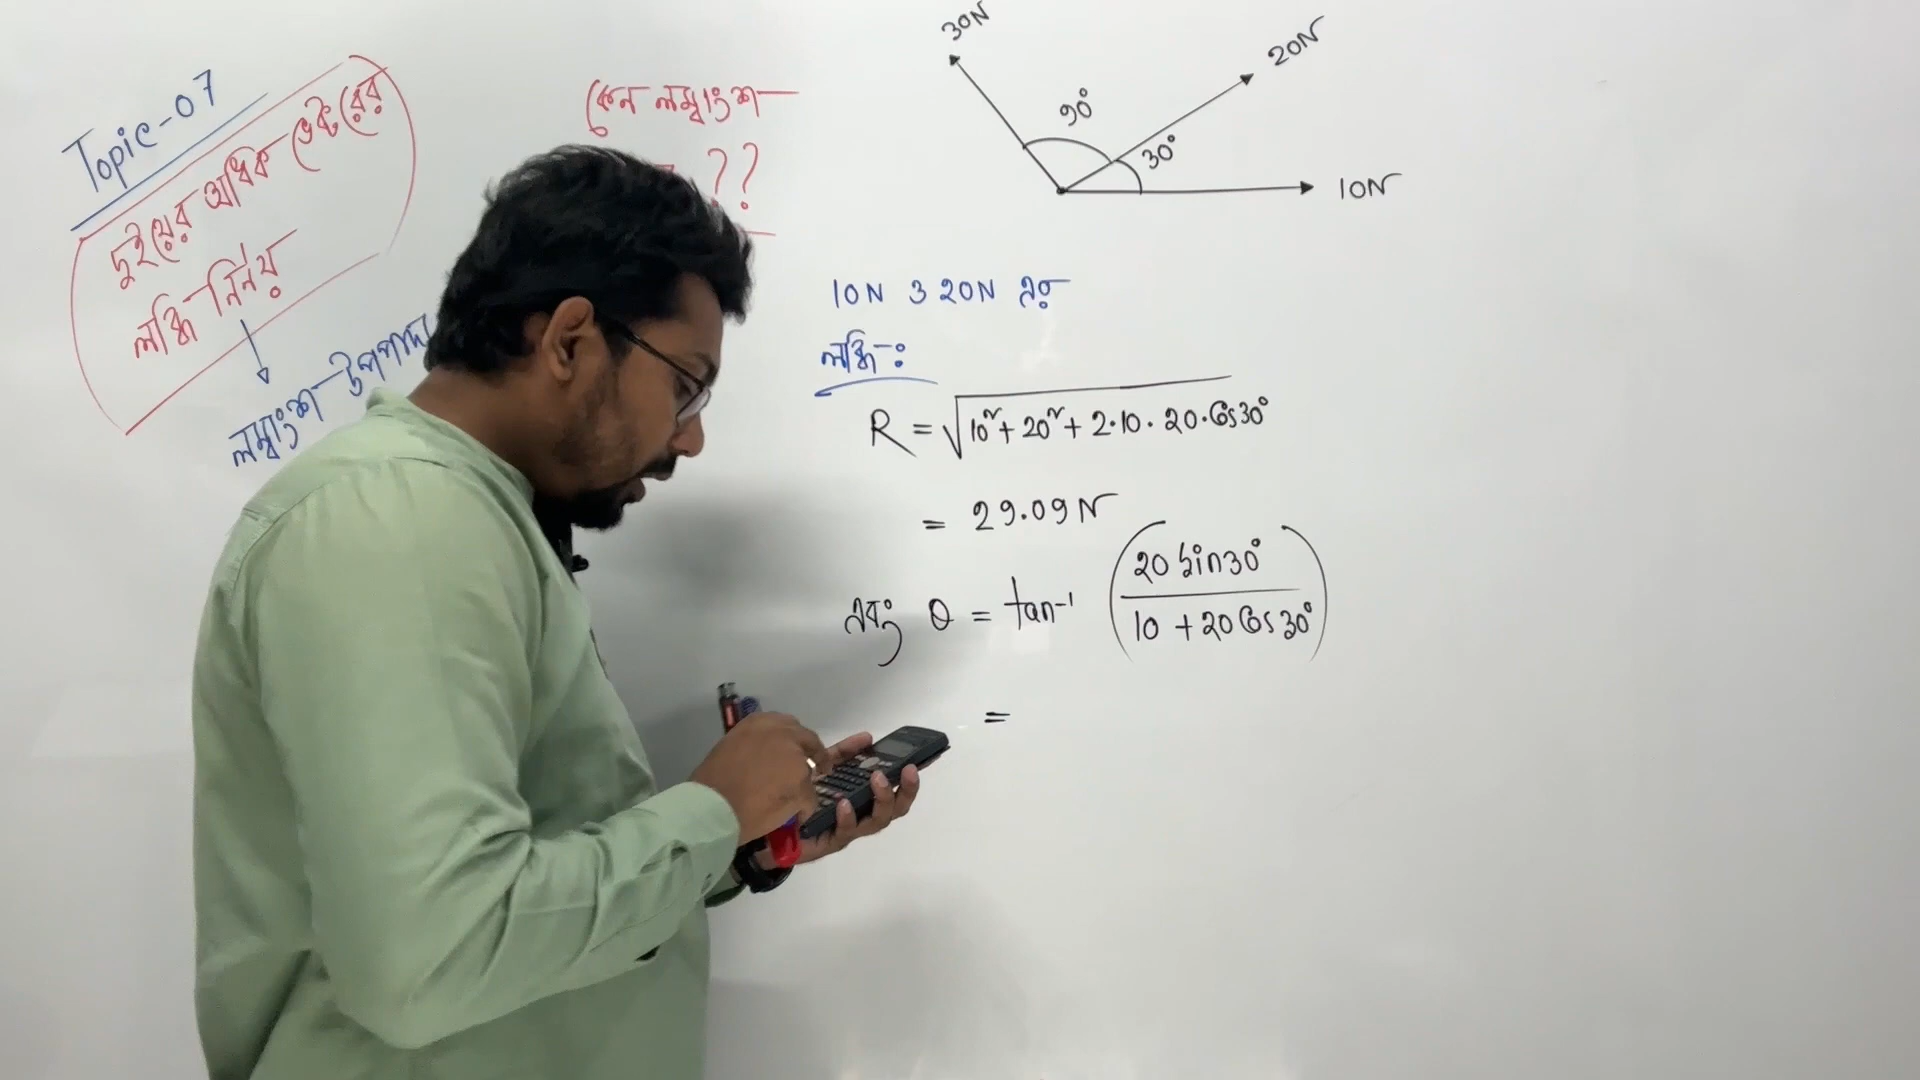 Topic-07
দুইয়ের অধিক ভেক্টরের
লব্ধি নির্ণয়
লম্বাংশ উপপাদ্য
কেন লম্বাংশ
??
30N
20N
90°
30°
10N
10N ও 20N এর
লব্ধিঃ
R = √10² + 20² + 2·10·20·Cos30°
= 29.09 N
এবং θ = tan⁻¹ (20 Sin30° / 10 + 20 Cos30°)
=